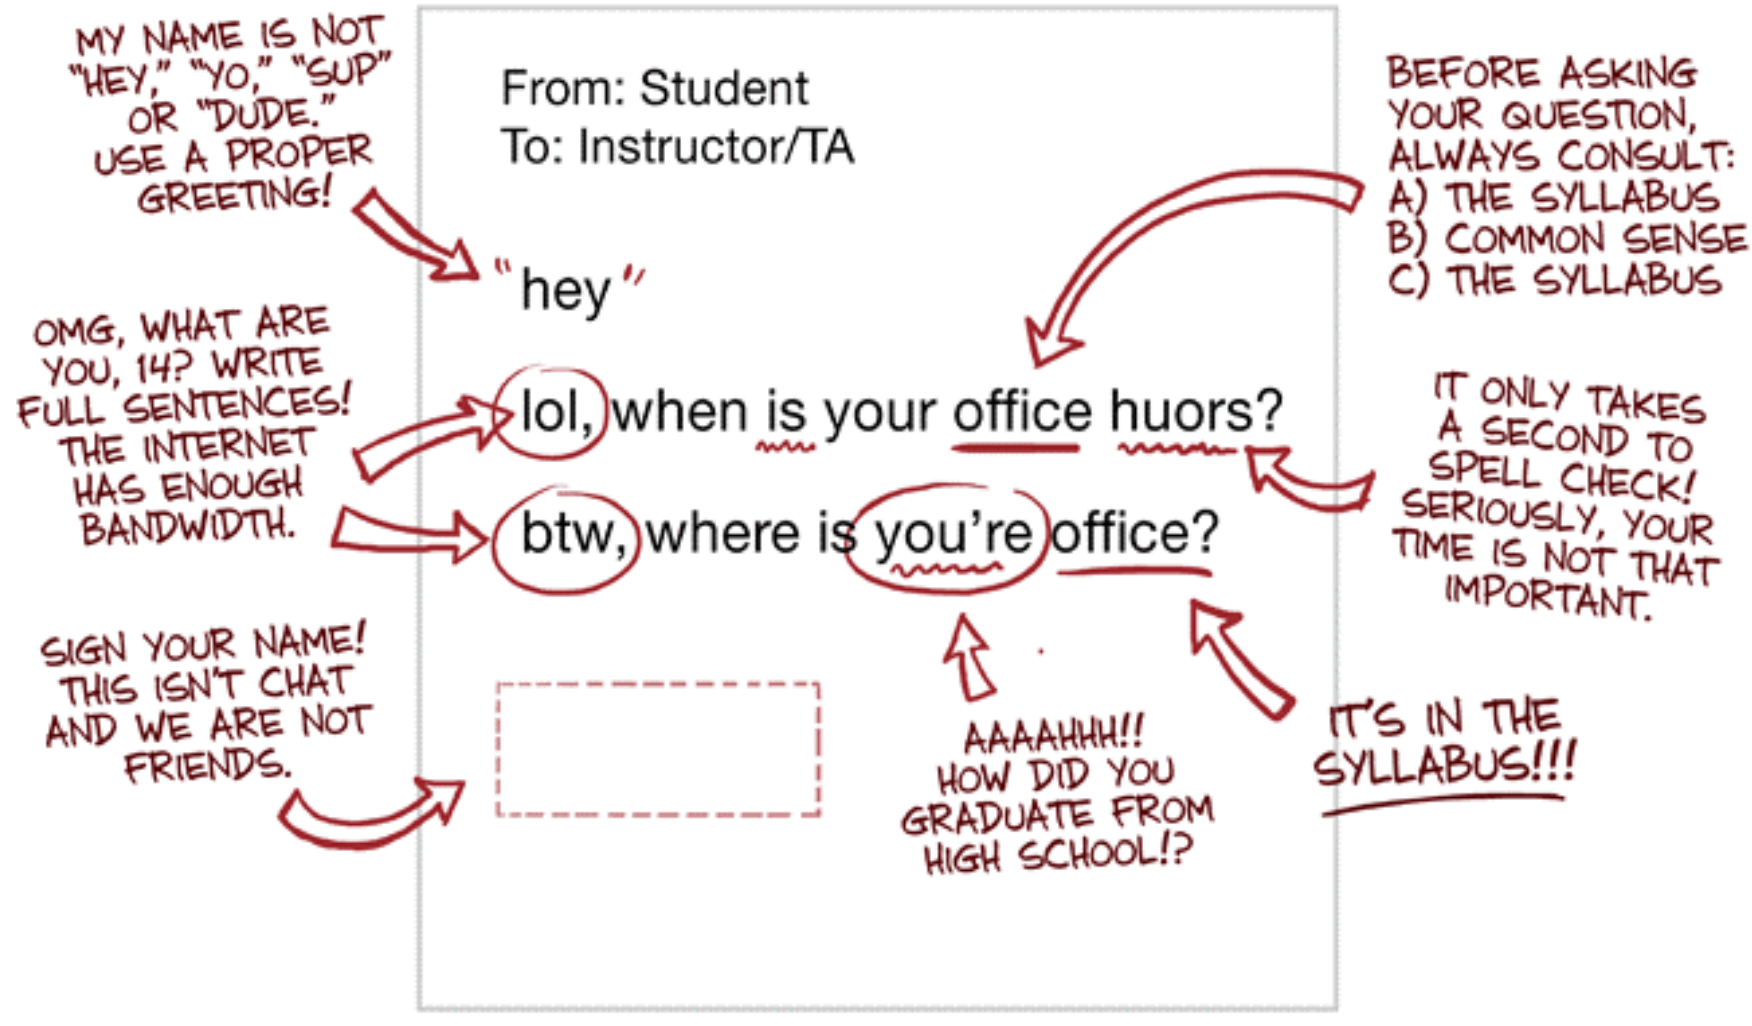 MY NAME IS NOT
"HEY," "YO," "SUP"
OR "DUDE."
USE A PROPER
GREETING!
From: Student
To: Instructor/TA
BEFORE ASKING
YOUR QUESTION,
ALWAYS CONSULT:
A) THE SYLLABUS
B) COMMON SENSE
C) THE SYLLABUS
"hey"
OMG, WHAT ARE
YOU, 14? WRITE
FULL SENTENCES!
THE INTERNET
HAS ENOUGH
BANDWIDTH.
lol, when is your office huors?
btw, where is you're office?
IT ONLY TAKES
A SECOND TO
SPELL CHECK!
SERIOUSLY, YOUR
TIME IS NOT THAT
IMPORTANT.
SIGN YOUR NAME!
THIS ISN'T CHAT
AND WE ARE NOT
FRIENDS.
AAAAHHH!!
HOW DID YOU
GRADUATE FROM
HIGH SCHOOL!?
IT'S IN THE
SYLLABUS!!!